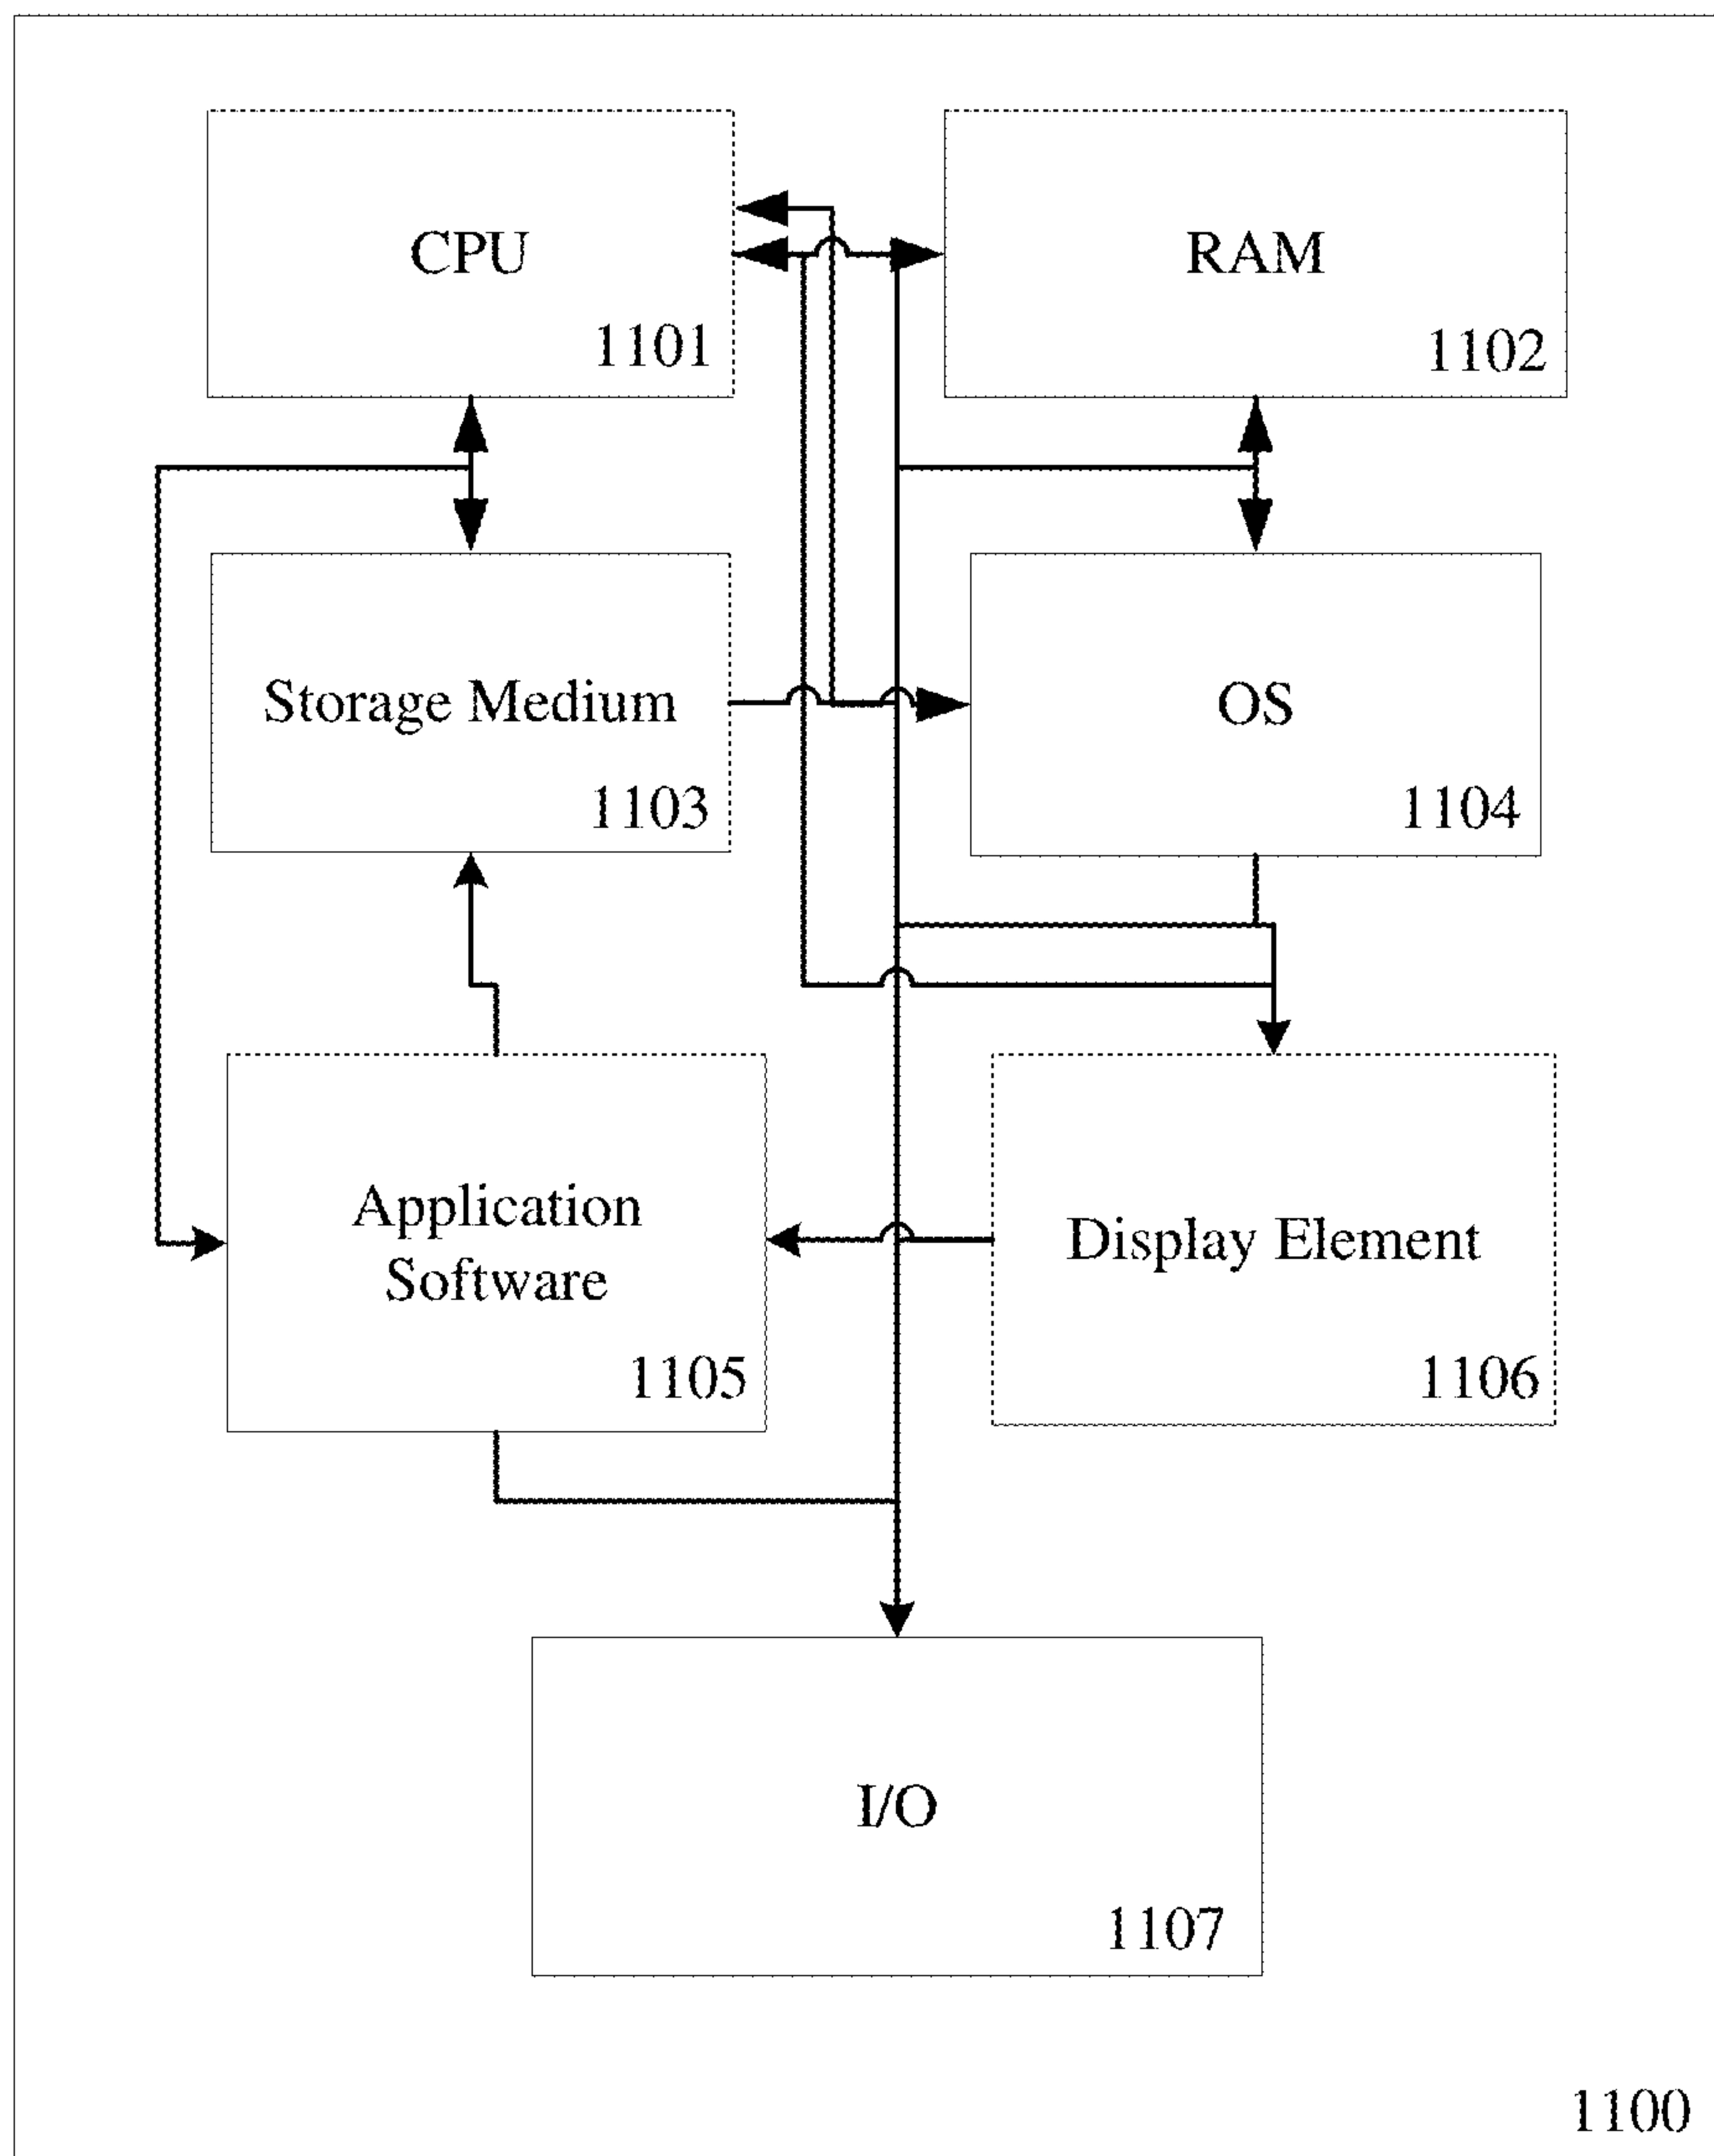 CPU
1101
RAM
1102
Storage Medium
1103
OS
1104
Application
Software
1105
Display Element
1106
I/O
1107
1100